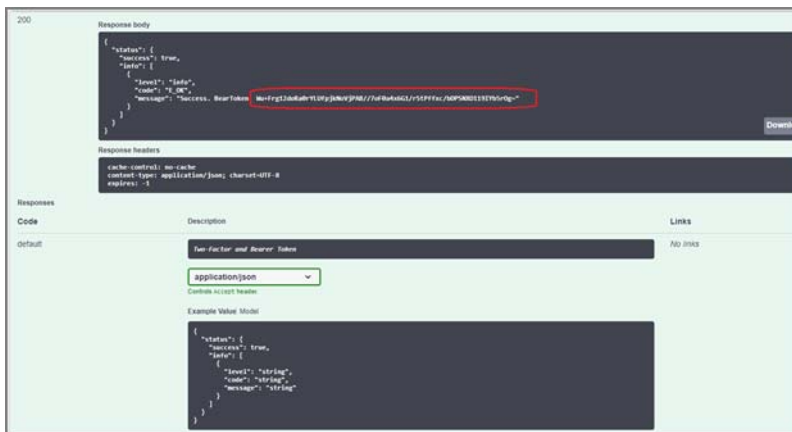 200
Response body
{
"status": {
"success": true,
"info": [
{
"level": "info",
"code": "E_OK",
"message": "Success. BearToken
}
]
}
}
Download
Response headers
cache-control: no-cache
content-type: application/json; charset=UTF-8
expires: -1
Responses
Code Description Links
default Two-Factor and Bearer Token No links
application/json
Controls Accept header.
Example Value Model
{
"status": {
"success": true,
"info": [
{
"level": "string",
"code": "string",
"message": "string"
}
]
}
}